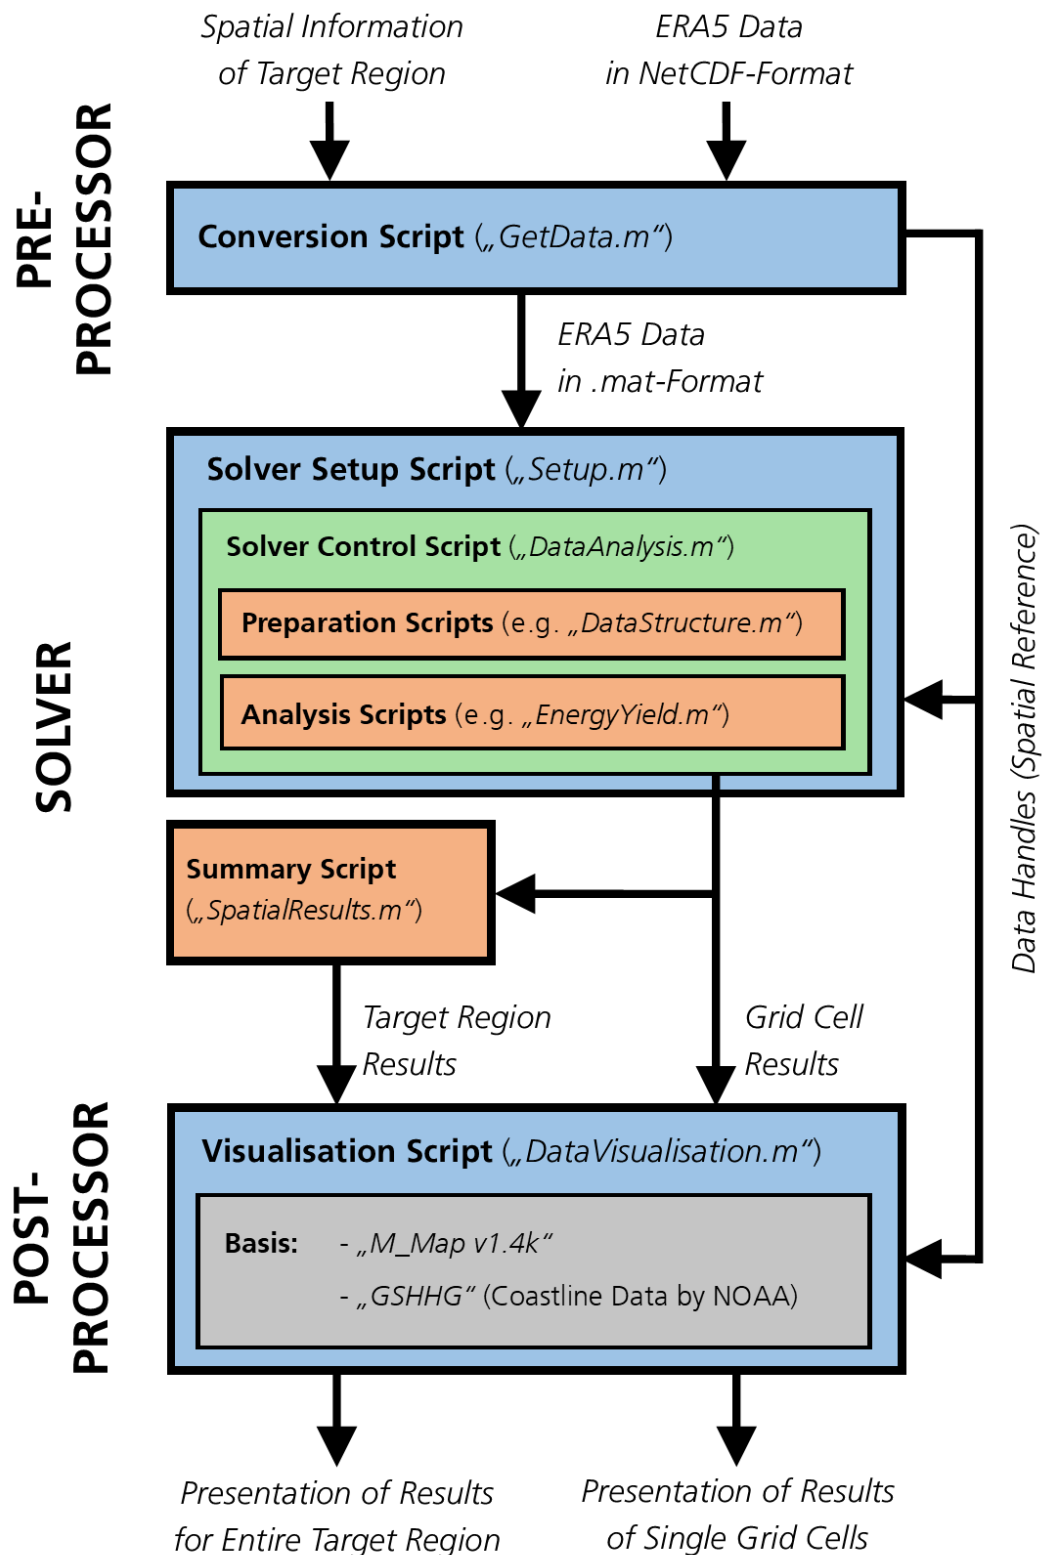 Spatial Information
of Target Region
ERA5 Data
in NetCDF-Format
PRE-
PROCESSOR
Conversion Script („GetData.m“)
ERA5 Data
in .mat-Format
Solver Setup Script („Setup.m“)
Solver Control Script („DataAnalysis.m“)
Preparation Scripts (e.g. „DataStructure.m“)
Analysis Scripts (e.g. „EnergyYield.m“)
SOLVER
Data Handles (Spatial Reference)
Summary Script
(„SpatialResults.m“)
Target Region
Results
Grid Cell
Results
POST-
PROCESSOR
Visualisation Script („DataVisualisation.m“)
Basis: - „M_Map v1.4k“
- „GSHHG“ (Coastline Data by NOAA)
Presentation of Results
for Entire Target Region
Presentation of Results
of Single Grid Cells